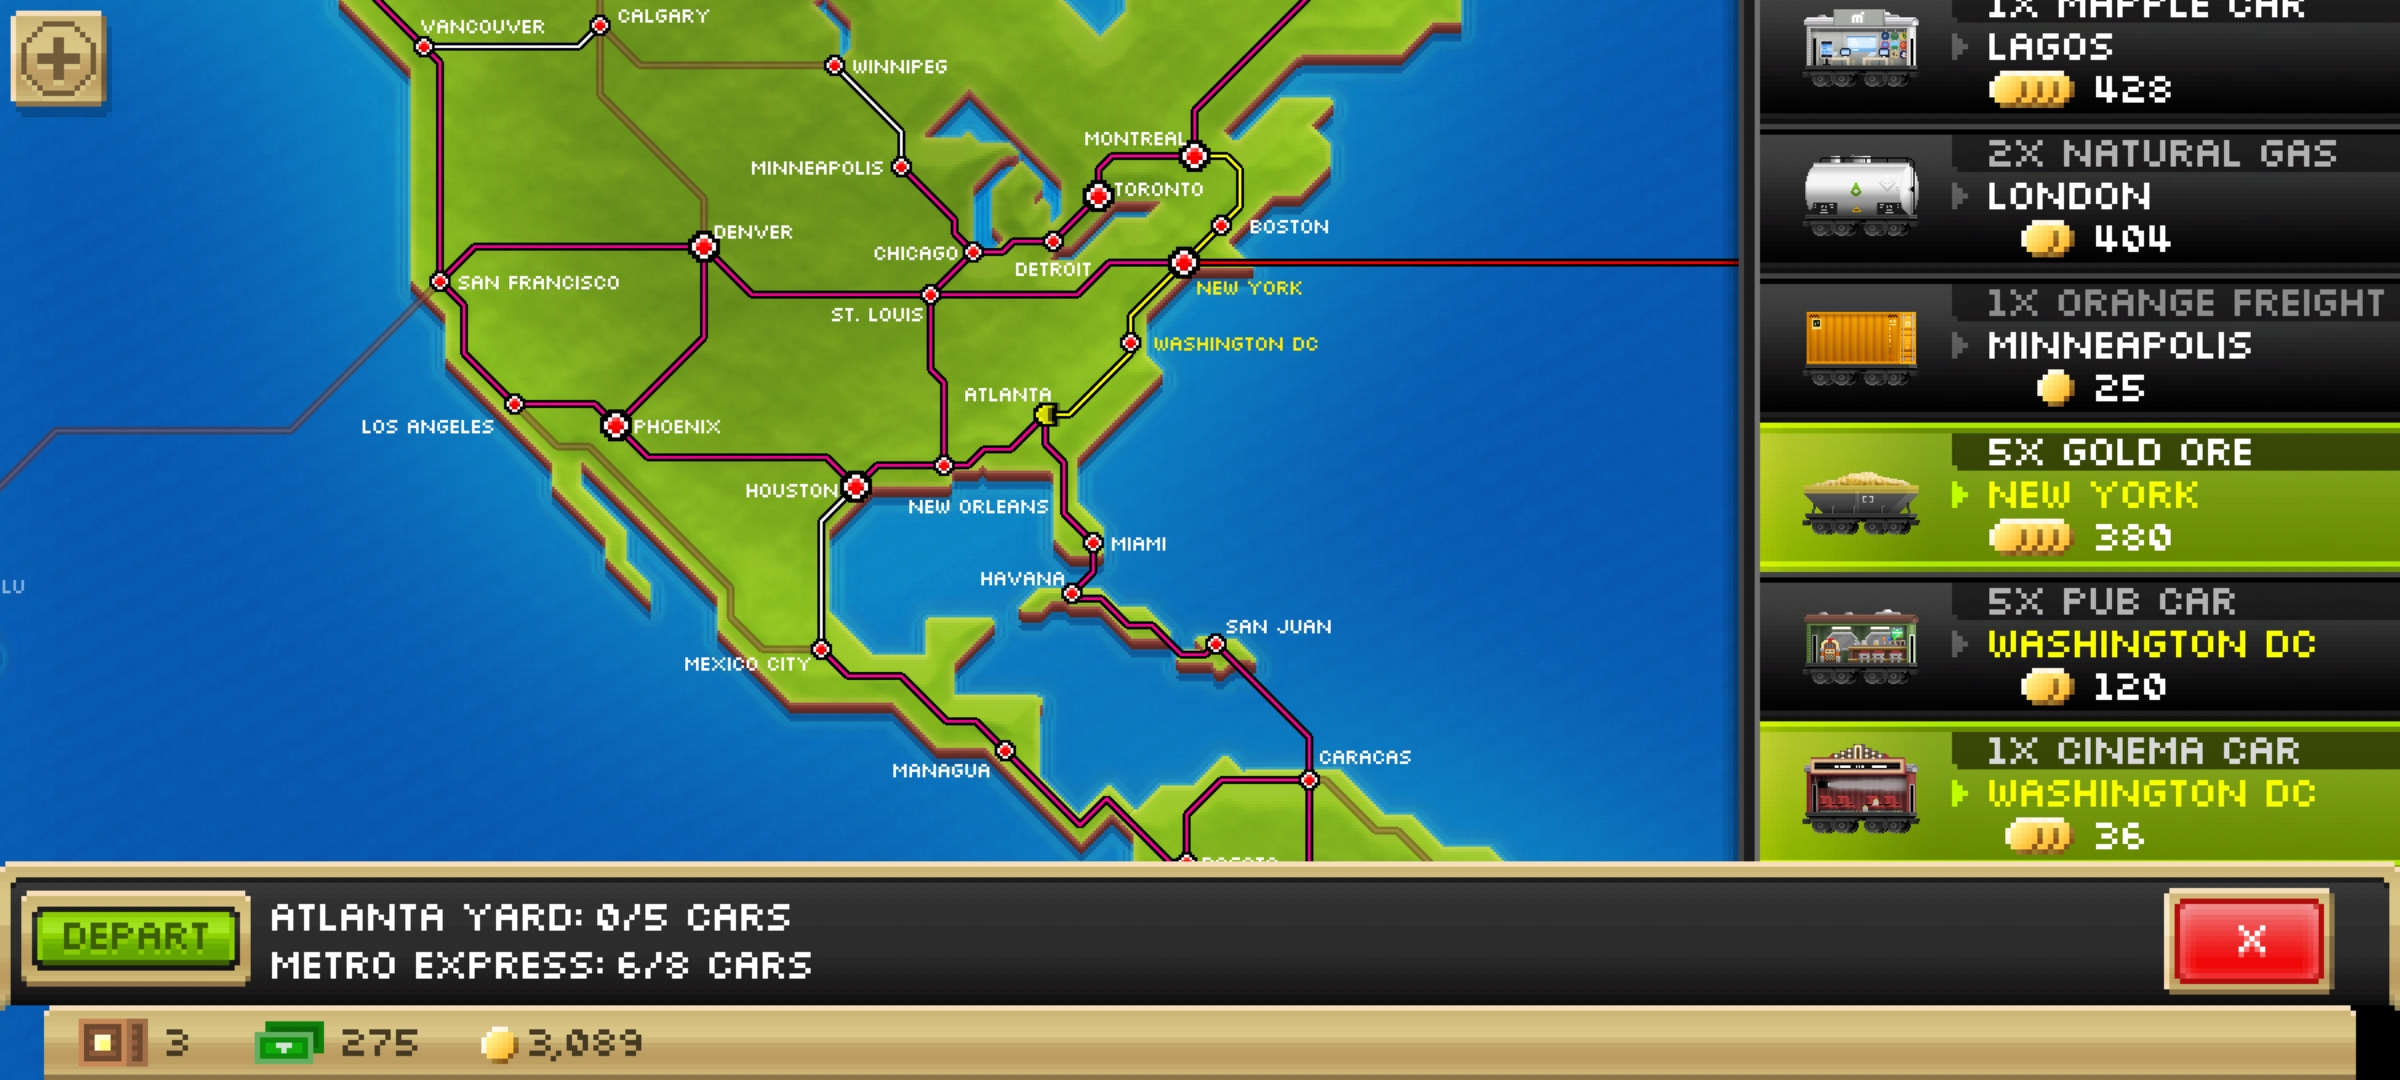 VANCOUVER
CALGARY
WINNIPEG
MONTREAL
MINNEAPOLIS
TORONTO
DENVER
BOSTON
CHICAGO
DETROIT
SAN FRANCISCO
NEW YORK
ST. LOUIS
WASHINGTON DC
ATLANTA
LOS ANGELES
PHOENIX
HOUSTON
NEW ORLEANS
MIAMI
HAVANA
LU
SAN JUAN
MEXICO CITY
CARACAS
MANAGUA
1X MAPPLE CAR
LAGOS
428
2X NATURAL GAS
LONDON
404
1X ORANGE FREIGHT
MINNEAPOLIS
25
5X GOLD ORE
NEW YORK
380
5X PUB CAR
WASHINGTON DC
120
1X CINEMA CAR
WASHINGTON DC
36
DEPART
ATLANTA YARD: 0/5 CARS
METRO EXPRESS: 6/8 CARS
X
3
275
3,089